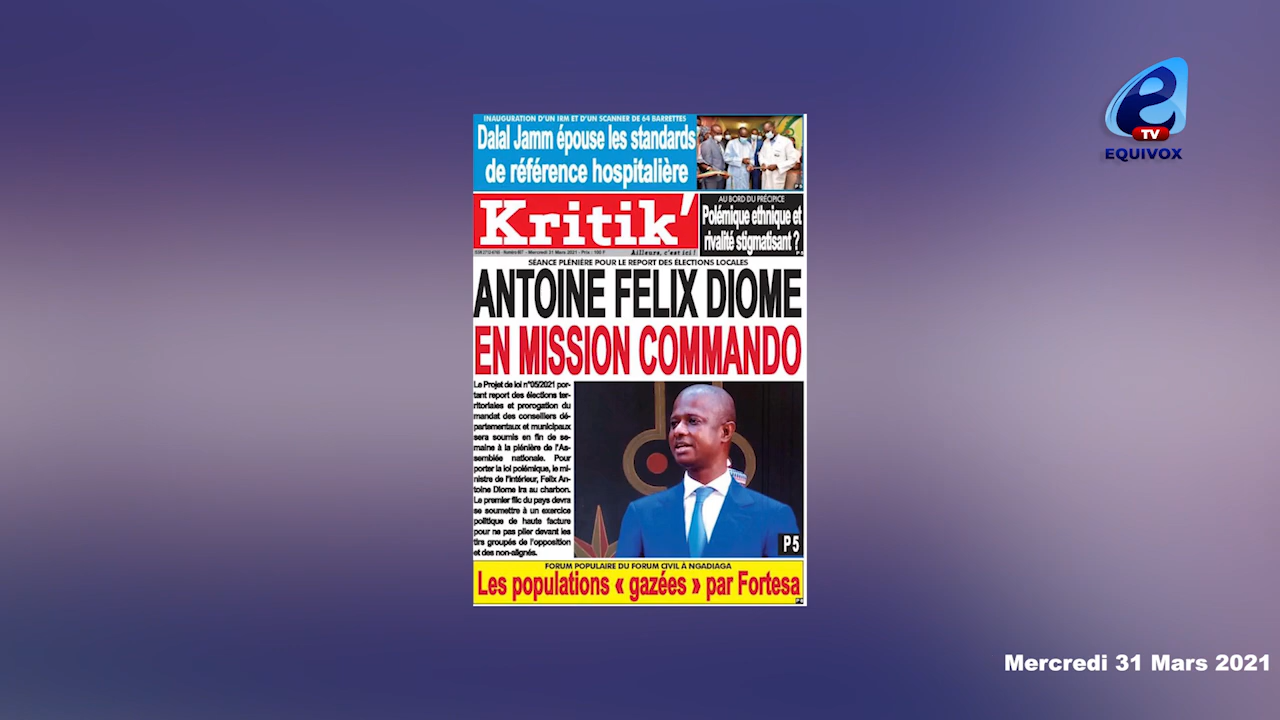 INAUGURATION D'UN IRM ET D'UN SCANNER DE 64 BARRETTES
Dalal Jamm épouse les standards
de référence hospitalière
Kritik'
Mercredi 31 Mars 2021 - Prix : 100 F
Ailleurs, c'est ici !
AU BORD DU PRÉCIPICE
Polémique ethnique et
rivalité stigmatisant ?
SÉANCE PLÉNIÈRE POUR LE REPORT DES ÉLECTIONS LOCALES
ANTOINE FELIX DIOME
EN MISSION COMMANDO
Le Projet de loi n°05/2021 por-
tant report des élections ter-
ritoriales et prorogation du
mandat des conseillers dé-
partementaux et municipaux
sera soumis en fin de se-
maine à la plénière de l'As-
semblée nationale. Pour
porter la loi polémique, le mi-
nistre de l'Intérieur, Felix An-
toine Diome ira au charbon.
Le premier flic du pays devra
se soumettre à un exercice
politique de haute facture
pour ne pas plier devant les
tirs groupés de l'opposition
et des non-alignés.
P5
FORUM POPULAIRE DU FORUM CIVIL À NGADIAGA
Les populations « gazées » par Fortesa
e
TV
EQUIVOX
Mercredi 31 Mars 2021